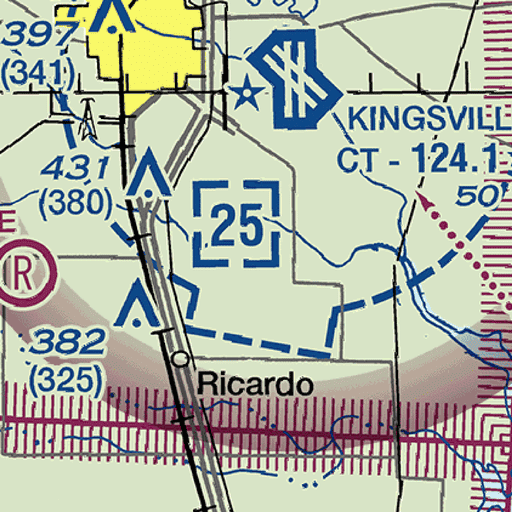 397
(341)
KINGSVILL
CT - 124.1
431
(380)
50'
25
E
R
382
(325)
Ricardo